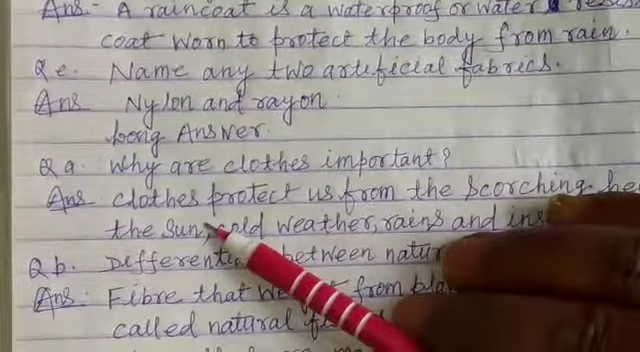 Ans.- A raincoat is a waterproof or water
coat worn to protect the body from rain.
Q e. Name any two artificial fabrics.
Ans Nylon and rayon.
long Answer.
Q a. Why are clothes important?
Ans. Clothes protect us from the scorching
the sun, cold weather, rains and
Q b. between
Ans. Fibre that from
called natural